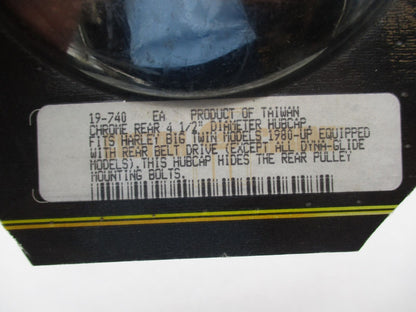 19-740 EA PRODUCT OF TAIWAN
CHROME REAR 4 1/2" DIAMETER HUBCAP
FITS HARLEY BIG TWIN MODELS 1980-UP EQUIPPED
WITH REAR BELT DRIVE (EXCEPT ALL DYNA-GLIDE
MODELS).THIS HUBCAP HIDES THE REAR PULLEY
MOUNTING BOLTS.